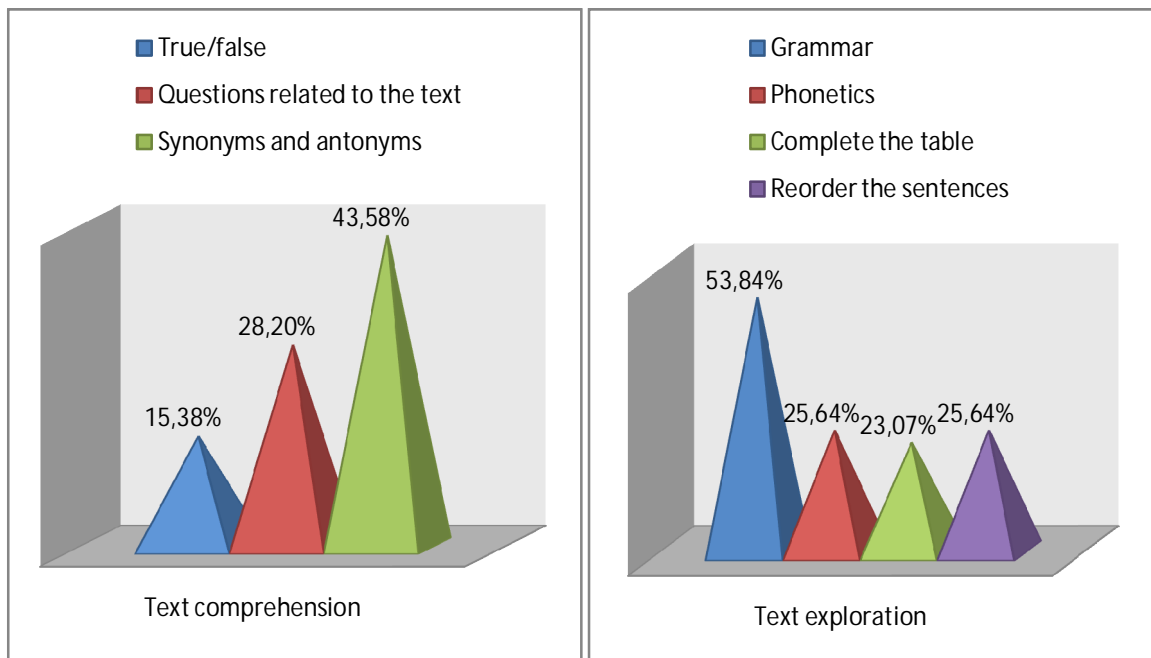 True/false
Questions related to the text
Synonyms and antonyms
43,58%
28,20%
15,38%
Text comprehension
Grammar
Phonetics
Complete the table
Reorder the sentences
53,84%
25,64%
23,07%
25,64%
Text exploration